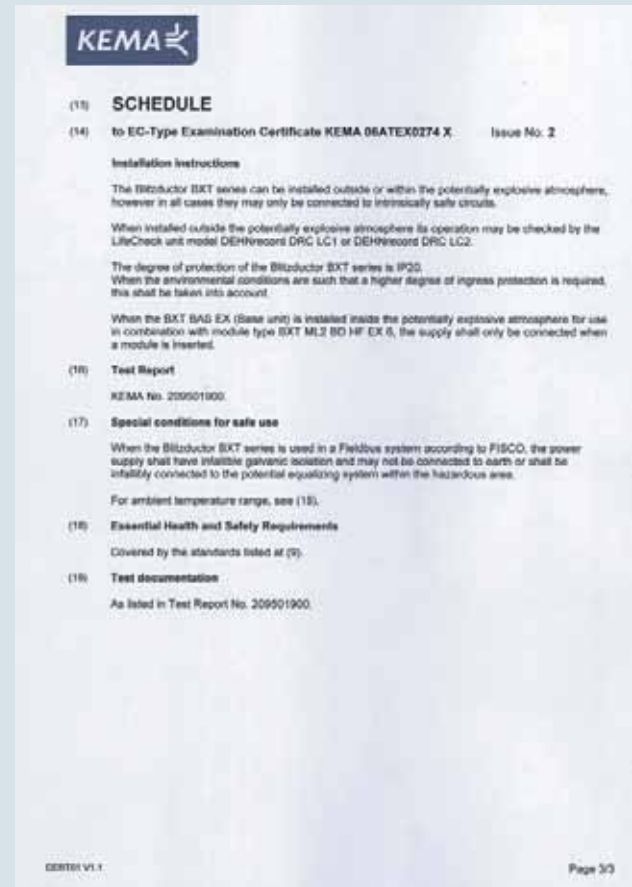 KEMA
(13) SCHEDULE
(14) to EC-Type Examination Certificate KEMA 06ATEX0274 X Issue No. 2
Installation instructions
The Blitzductor BXT series can be installed outside or within the potentially explosive atmosphere,
however in all cases they may only be connected to intrinsically safe circuits.
When installed outside the potentially explosive atmosphere its operation may be checked by the
LifeCheck unit model DEHNrecord DRC LC1 or DEHNrecord DRC LC2.
The degree of protection of the Blitzductor BXT series is IP20.
When the environmental conditions are such that a higher degree of ingress protection is required,
this shall be taken into account.
When the BXT BAS EX (Base unit) is installed inside the potentially explosive atmosphere for use
in combination with module type BXT ML2 BD HF EX 6, the supply shall only be connected when
a module is inserted.
(16) Test Report
KEMA No. 209501900.
(17) Special conditions for safe use
When the Blitzductor BXT series is used in a Fieldbus system according to FISCO, the power
supply shall have infallible galvanic isolation and may not be connected to earth or shall be
infallibly connected to the potential equalizing system within the hazardous area.
For ambient temperature range, see (15).
(18) Essential Health and Safety Requirements
Covered by the standards listed at (9).
(19) Test documentation
As listed in Test Report No. 209501900.
V1.1 Page 3/3